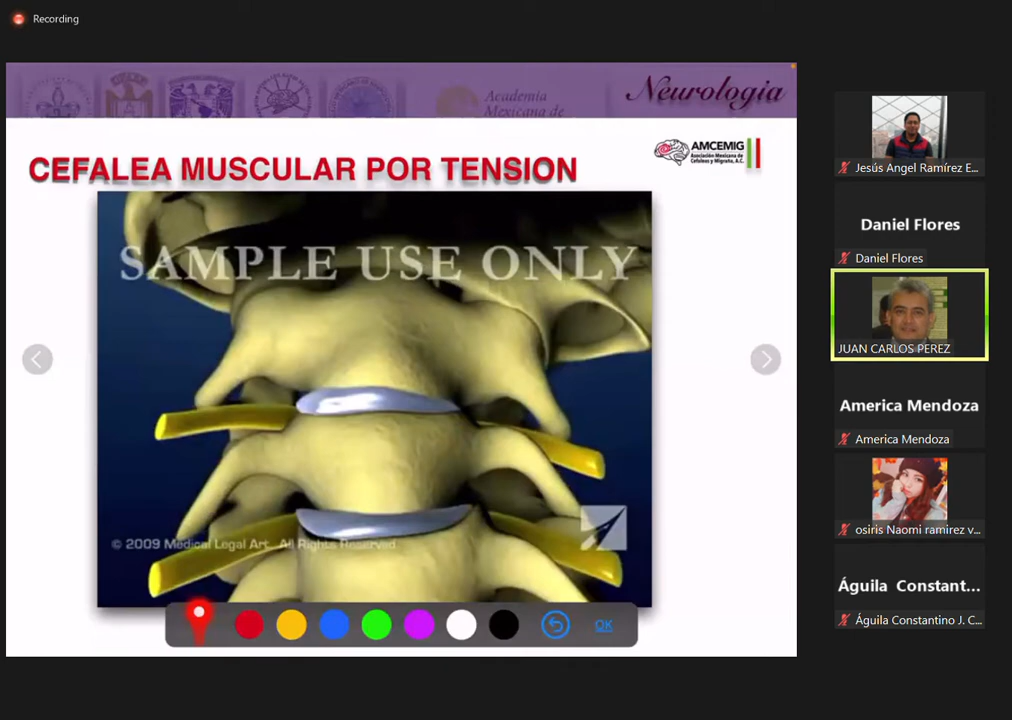 Recording
Academia
Mexicana de
Neurologia
AMCEMIG
Asociación Mexicana de
Cefaleas y Migraña, A.C.
CEFALEA MUSCULAR POR TENSION
SAMPLE USE ONLY
© 2009 Medical Legal Art. All Rights Reserved.
OK
Jesús Angel Ramírez E...
Daniel Flores
Daniel Flores
JUAN CARLOS PEREZ
America Mendoza
America Mendoza
osiris Naomi ramirez v...
Águila Constant...
Águila Constantino J. C...